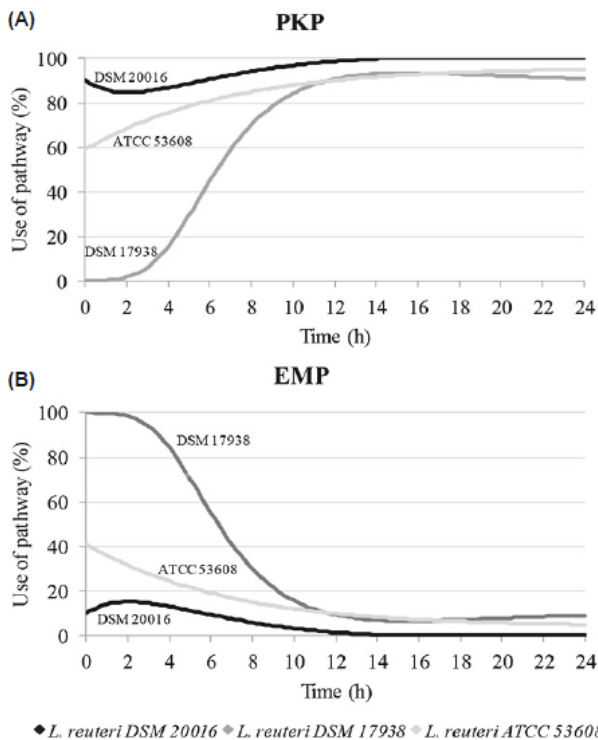 (A)
PKP
Use of pathway (%)
100
80
60
40
20
0
DSM 20016
ATCC 53608
DSM 17938
0 2 4 6 8 10 12 14 16 18 20 22 24
Time (h)
(B)
EMP
Use of pathway (%)
100
80
60
40
20
0
DSM 17938
ATCC 53608
DSM 20016
0 2 4 6 8 10 12 14 16 18 20 22 24
Time (h)
◆ L. reuteri DSM 20016 ◆ L. reuteri DSM 17938 ◆ L. reuteri ATCC 53608